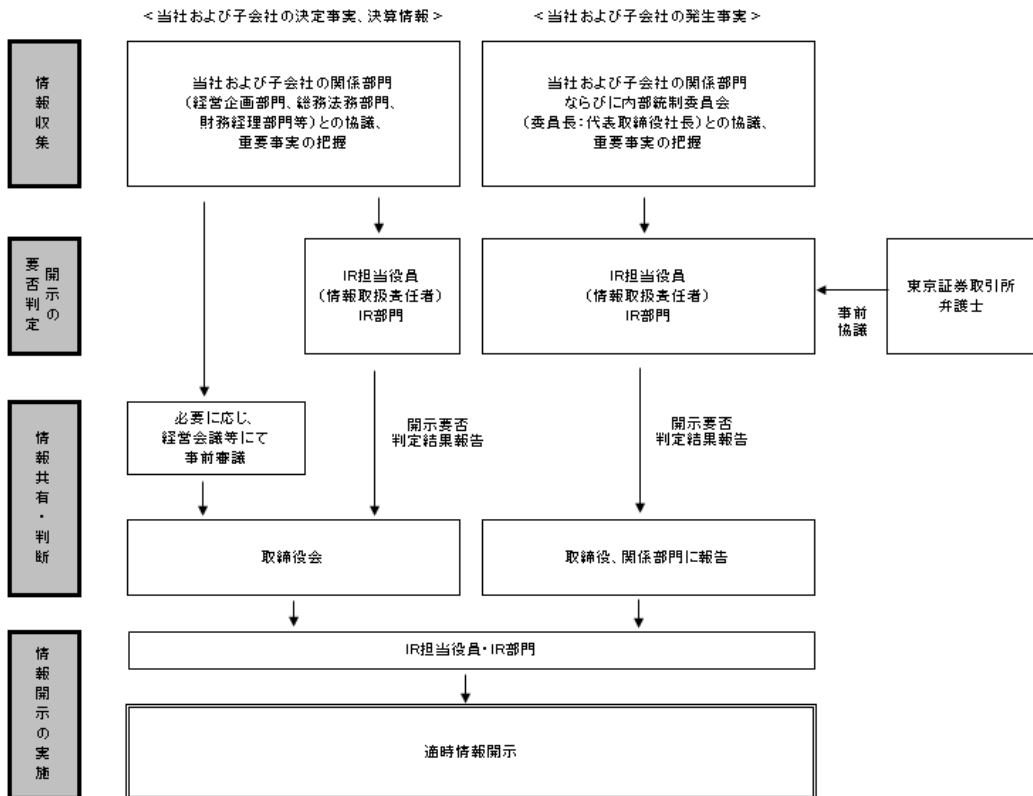 <当社および子会社の決定事実、決算情報>
<当社および子会社の発生事実>
情報収集
当社および子会社の関係部門
(経営企画部門、総務法務部門、
財務経理部門等)との協議、
重要事実の把握
当社および子会社の関係部門
ならびに内部統制委員会
(委員長:代表取締役社長)との協議、
重要事実の把握
開示の
要否判定
IR担当役員
(情報取扱責任者)
IR部門
IR担当役員
(情報取扱責任者)
IR部門
事前
協議
東京証券取引所
弁護士
情報共有・判断
必要に応じ、
経営会議等にて
事前審議
開示要否
判定結果報告
開示要否
判定結果報告
取締役会
取締役、関係部門に報告
情報開示の実施
IR担当役員・IR部門
適時情報開示